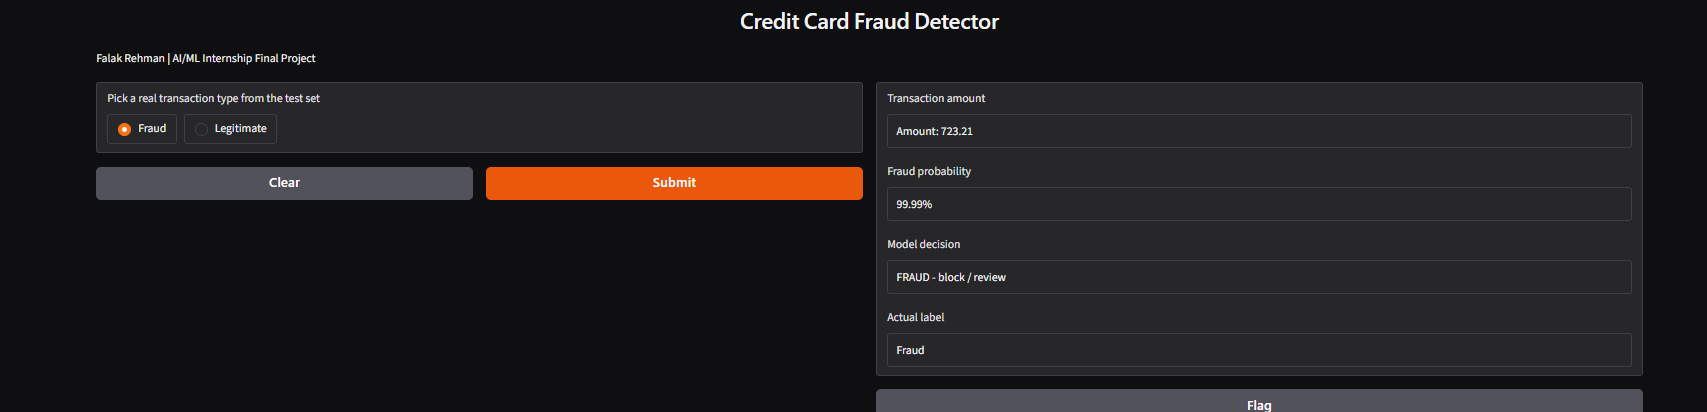 Credit Card Fraud Detector
Falak Rehman | AI/ML Internship Final Project
Pick a real transaction type from the test set
Fraud
Legitimate
Clear
Submit
Transaction amount
Amount: 723.21
Fraud probability
99.99%
Model decision
FRAUD - block / review
Actual label
Fraud
Flag